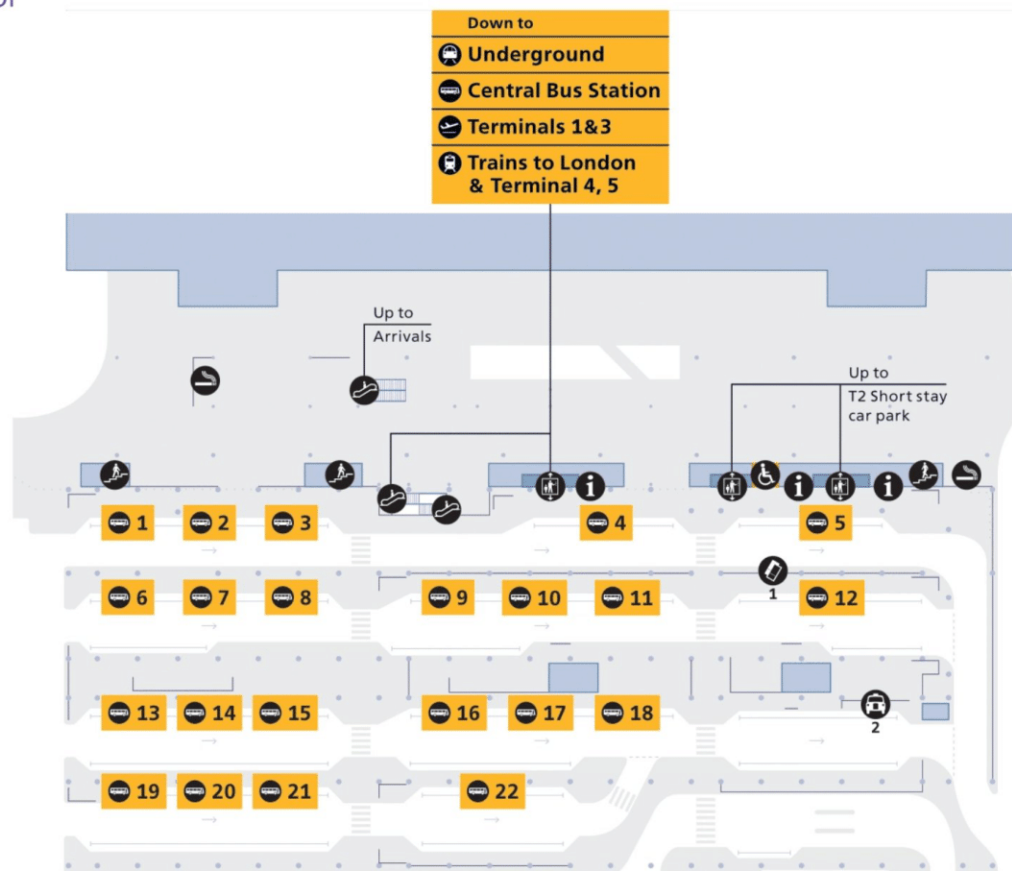 Down to
Underground
Central Bus Station
Terminals 1&3
Trains to London
& Terminal 4, 5
Up to
Arrivals
Up to
T2 Short stay
car park
1
2
3
4
5
6
7
8
9
10
11
1
12
13
14
15
16
17
18
2
19
20
21
22